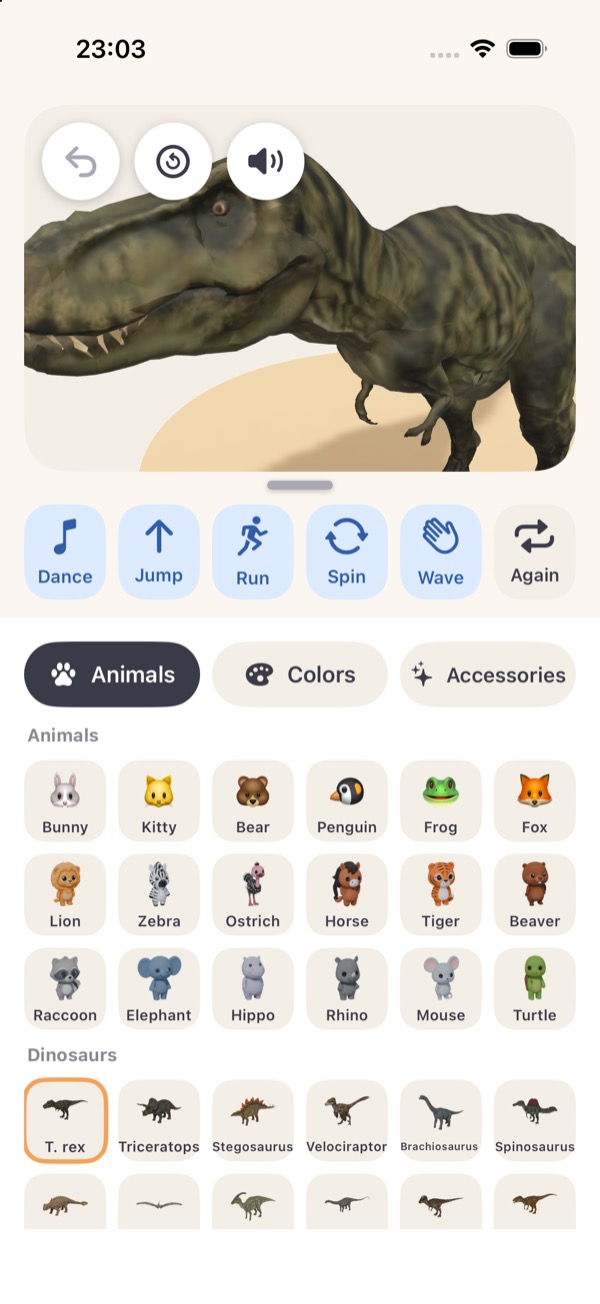 23:03
Dance Jump Run Spin Wave Again
Animals Colors Accessories
Animals
Bunny Kitty Bear Penguin Frog Fox
Lion Zebra Ostrich Horse Tiger Beaver
Raccoon Elephant Hippo Rhino Mouse Turtle
Dinosaurs
T. rex Triceratops Stegosaurus Velociraptor Brachiosaurus Spinosaurus